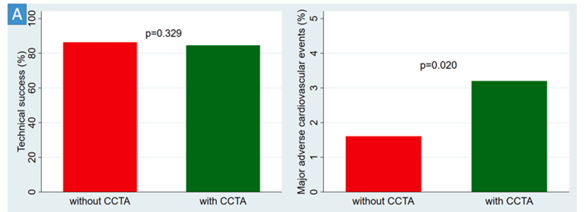 A
Technical success (%)
100
80
60
40
20
0
p=0.329
without CCTA
with CCTA
Major adverse cardiovascular events (%)
5
4
3
2
1
0
p=0.020
without CCTA
with CCTA